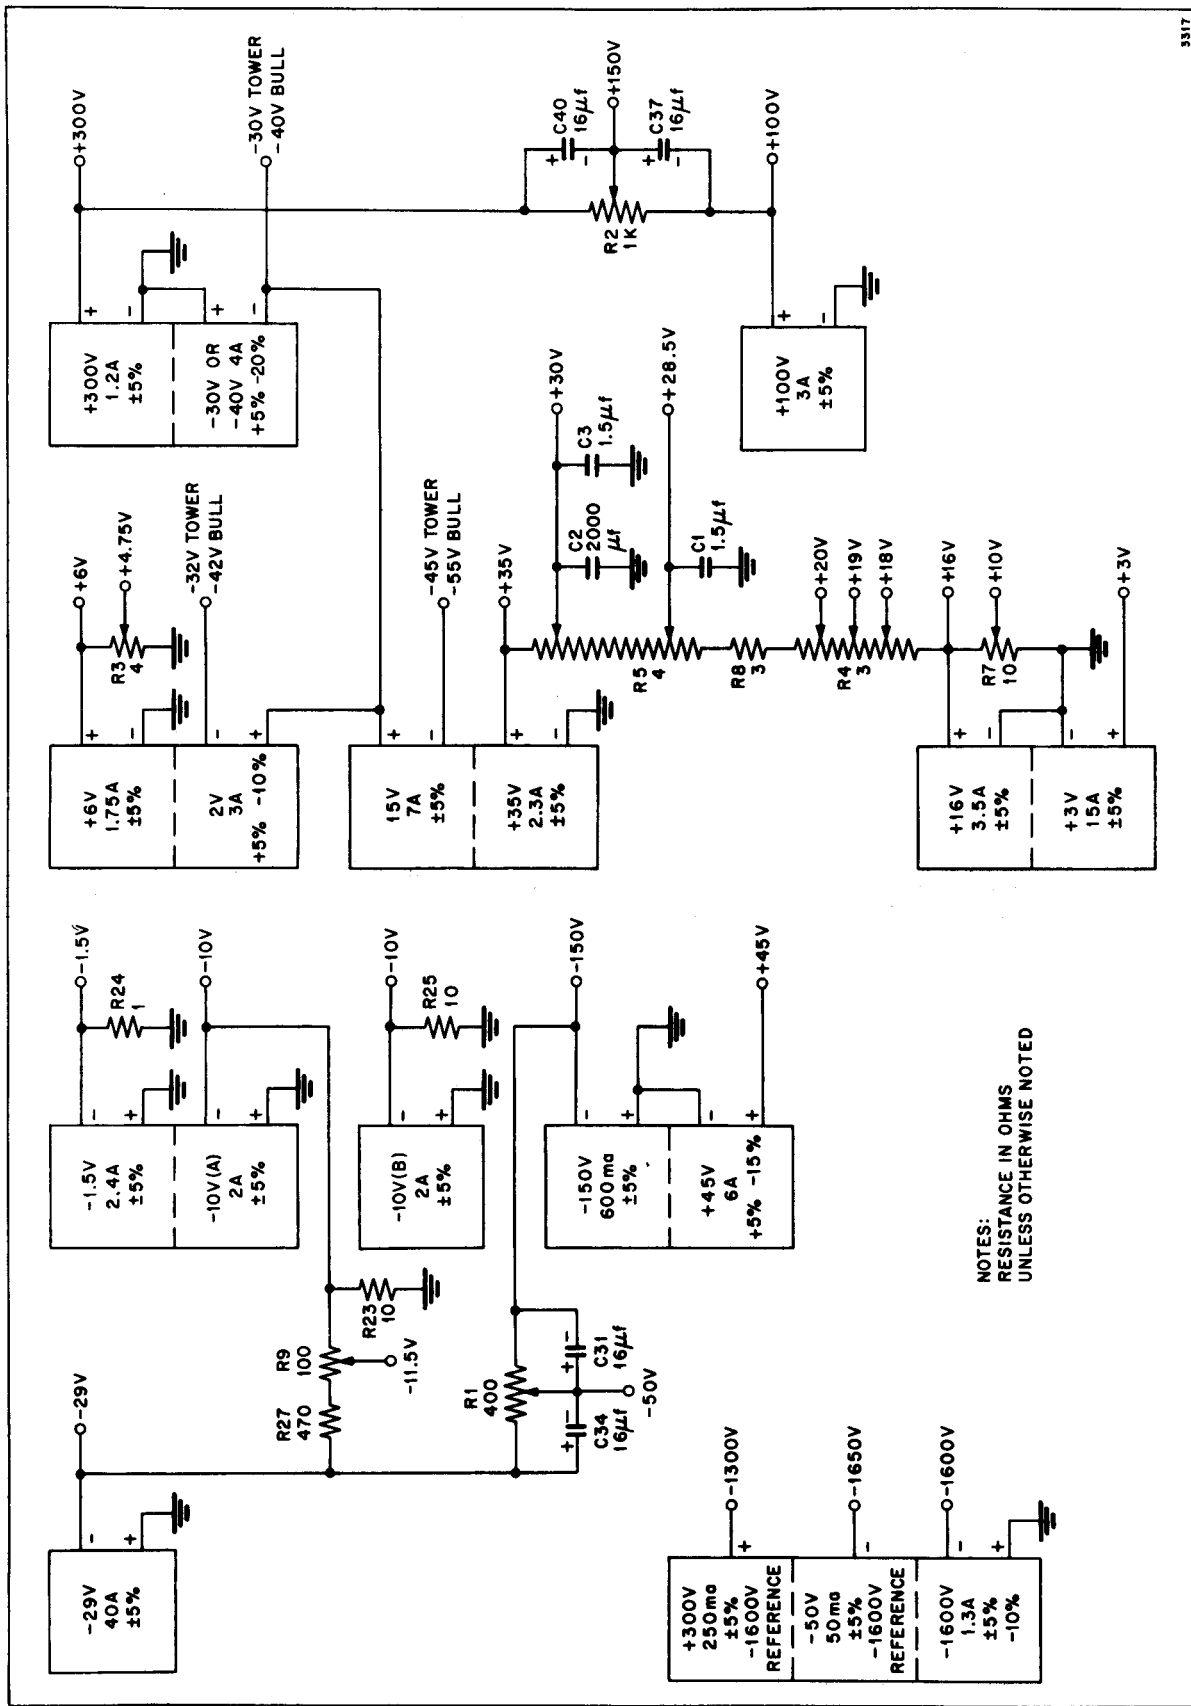 3317
+300V
-30V TOWER
-40V BULL
+300V
1.2A
±5%
+
-
-30V OR
-40V 4A
+5% -20%
+
-
C40
16µf
+
-
+150V
R2
1K
C37
16µf
+
-
+100V
+100V
3A
±5%
+
-
+6V
R3
4
+4.75V
-32V TOWER
-42V BULL
+6V
1.75A
±5%
+
-
2V
3A
+5% -10%
-
+
-45V TOWER
-55V BULL
15V
7A
±5%
+
-
+35V
2.3A
±5%
+
-
+35V
+30V
C2
2000
µf
C3
1.5µf
+28.5V
C1
1.5µf
R5
4
R8
3
R4
3
+20V
+19V
+18V
+16V
R7
10
+10V
+3V
+16V
3.5A
±5%
+
-
+3V
15A
±5%
-
+
-1.5V
R24
1
-10V
-1.5V
2.4A
±5%
-
+
-10V(A)
2A
±5%
-
+
-10V
R25
10
-10V(B)
2A
±5%
-
+
-150V
+45V
-150V
600ma
±5%
-
+
+45V
6A
+5% -15%
-
+
R23
10
R9
100
R27
470
-11.5V
R1
400
C31
16µf
+
-
C34
16µf
+
-
-50V
-29V
-29V
40A
±5%
-
+
-1300V
-1650V
-1600V
+300V
250ma
±5%
-1600V
REFERENCE
+
-50V
50ma
±5%
-1600V
REFERENCE
-
-1600V
1.3A
±5%
-10%
-
+
NOTES:
RESISTANCE IN OHMS
UNLESS OTHERWISE NOTED